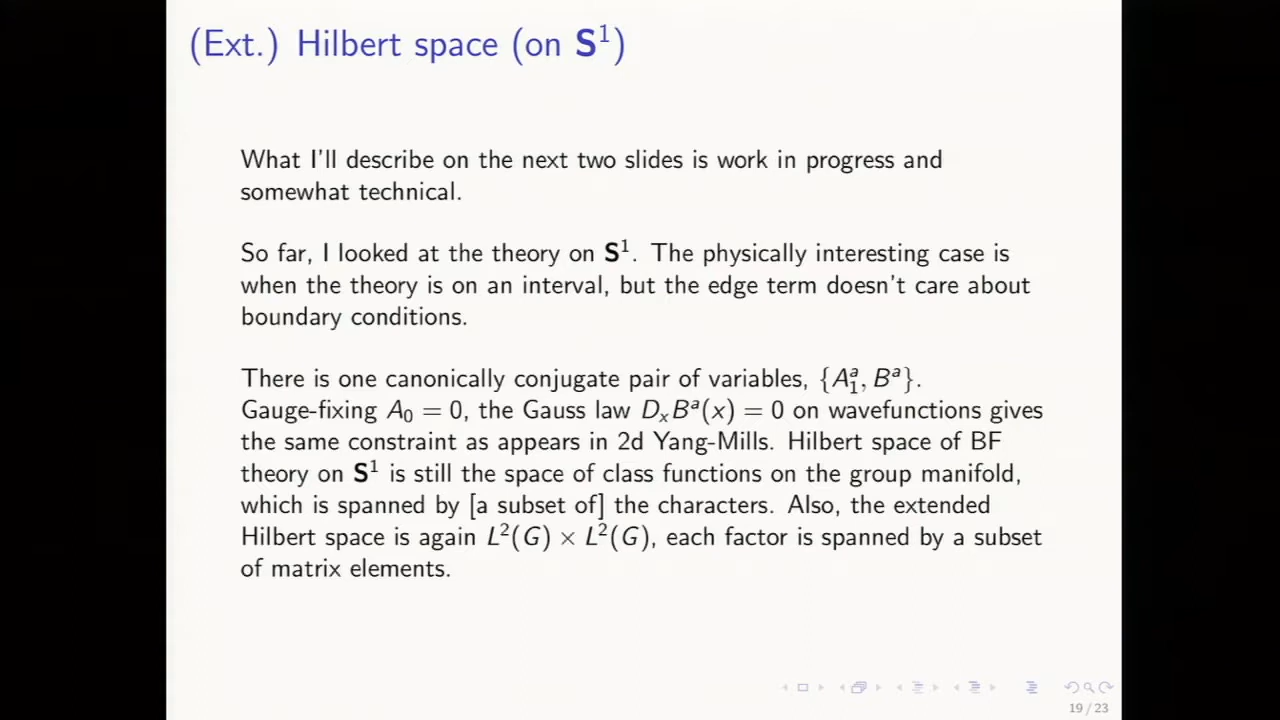 (Ext.) Hilbert space (on S¹)
What I'll describe on the next two slides is work in progress and
somewhat technical.
So far, I looked at the theory on S¹. The physically interesting case is
when the theory is on an interval, but the edge term doesn't care about
boundary conditions.
There is one canonically conjugate pair of variables, {A₁ᵃ, Bᵃ}.
Gauge-fixing A₀ = 0, the Gauss law DₓBᵃ(x) = 0 on wavefunctions gives
the same constraint as appears in 2d Yang-Mills. Hilbert space of BF
theory on S¹ is still the space of class functions on the group manifold,
which is spanned by [a subset of] the characters. Also, the extended
Hilbert space is again L²(G) × L²(G), each factor is spanned by a subset
of matrix elements.
19 / 23